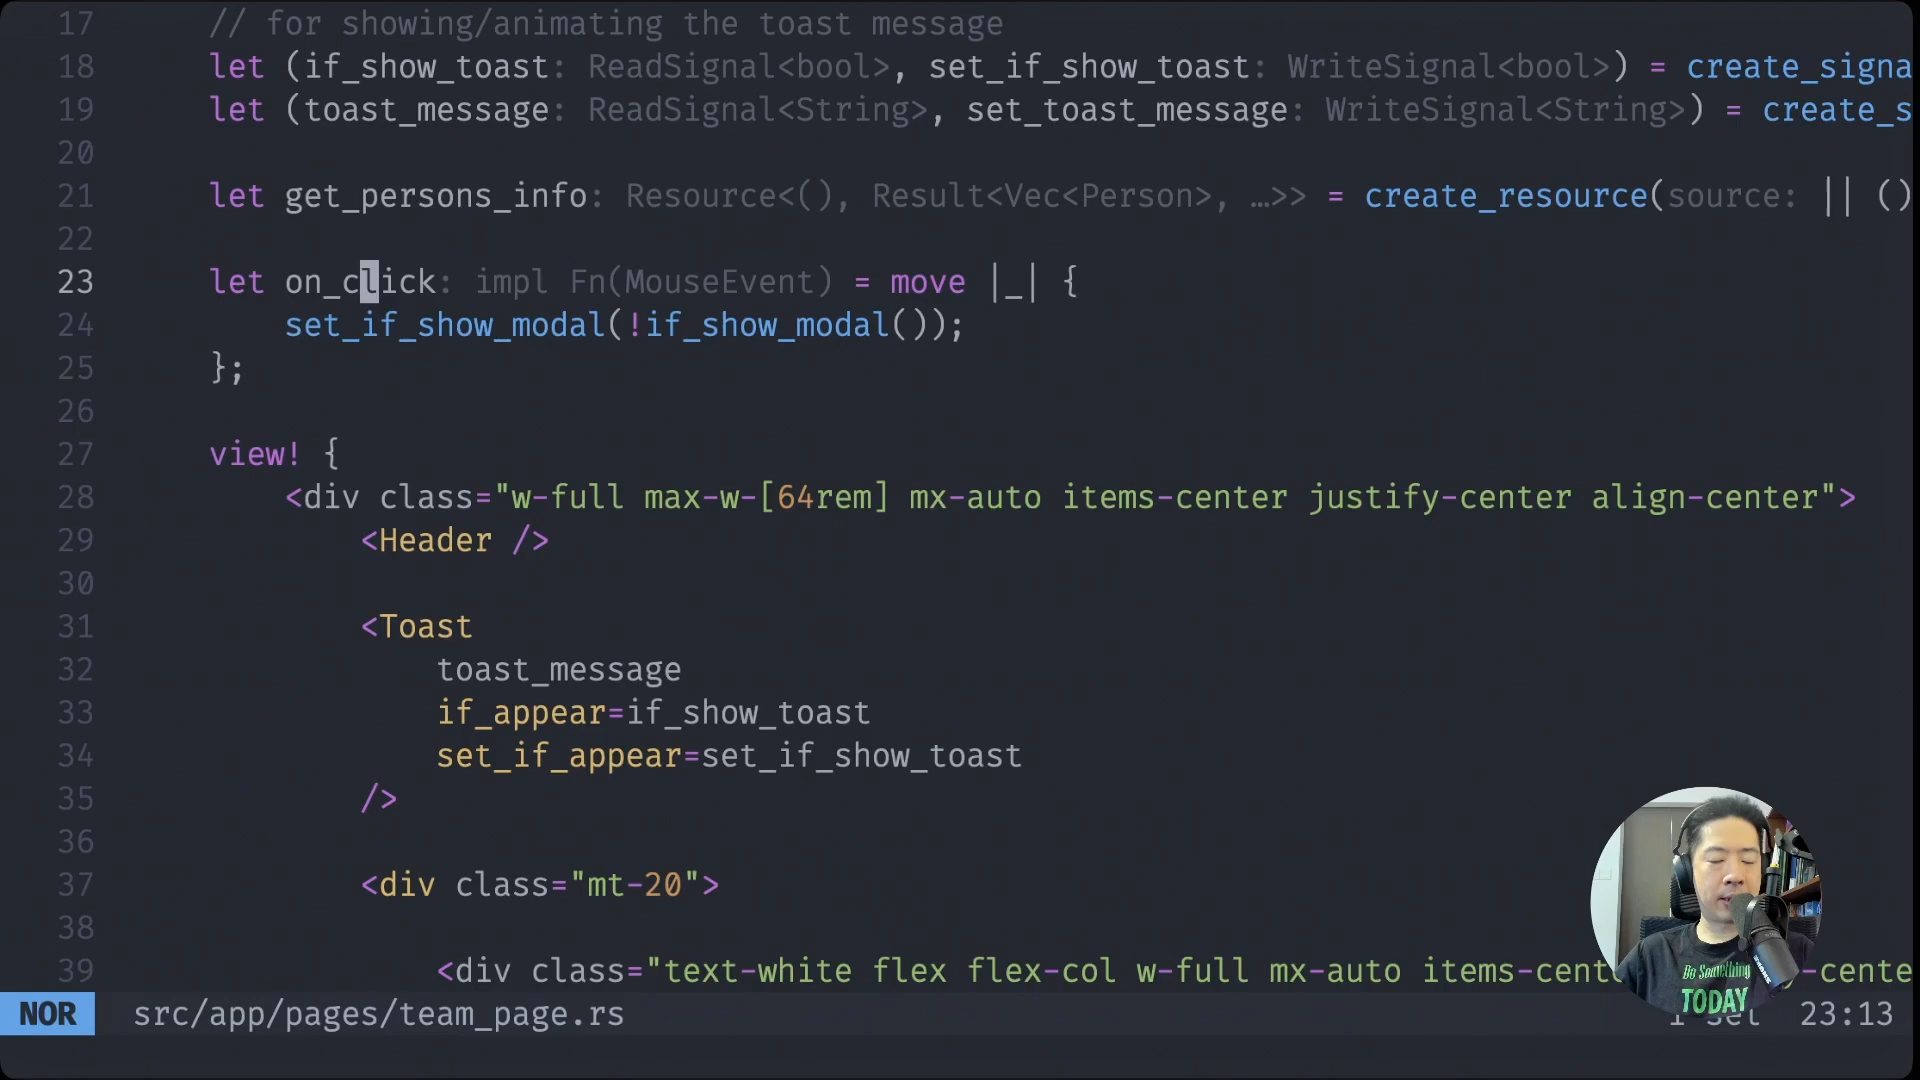 17 // for showing/animating the toast message
18 let (if_show_toast: ReadSignal<bool>, set_if_show_toast: WriteSignal<bool>) = create_signa
19 let (toast_message: ReadSignal<String>, set_toast_message: WriteSignal<String>) = create_s
20
21 let get_persons_info: Resource<(), Result<Vec<Person>, …>> = create_resource(source: || ()
22
23 let on_click: impl Fn(MouseEvent) = move |_| {
24 set_if_show_modal(!if_show_modal());
25 };
26
27 view! {
28 <div class="w-full max-w-[64rem] mx-auto items-center justify-center align-center">
29 <Header />
30
31 <Toast
32 toast_message
33 if_appear=if_show_toast
34 set_if_appear=set_if_show_toast
35 />
36
37 <div class="mt-20">
38
39 <div class="text-white flex flex-col w-full mx-auto items-cent -cente
Do Something
TODAY
NOR src/app/pages/team_page.rs 1 sel 23:13